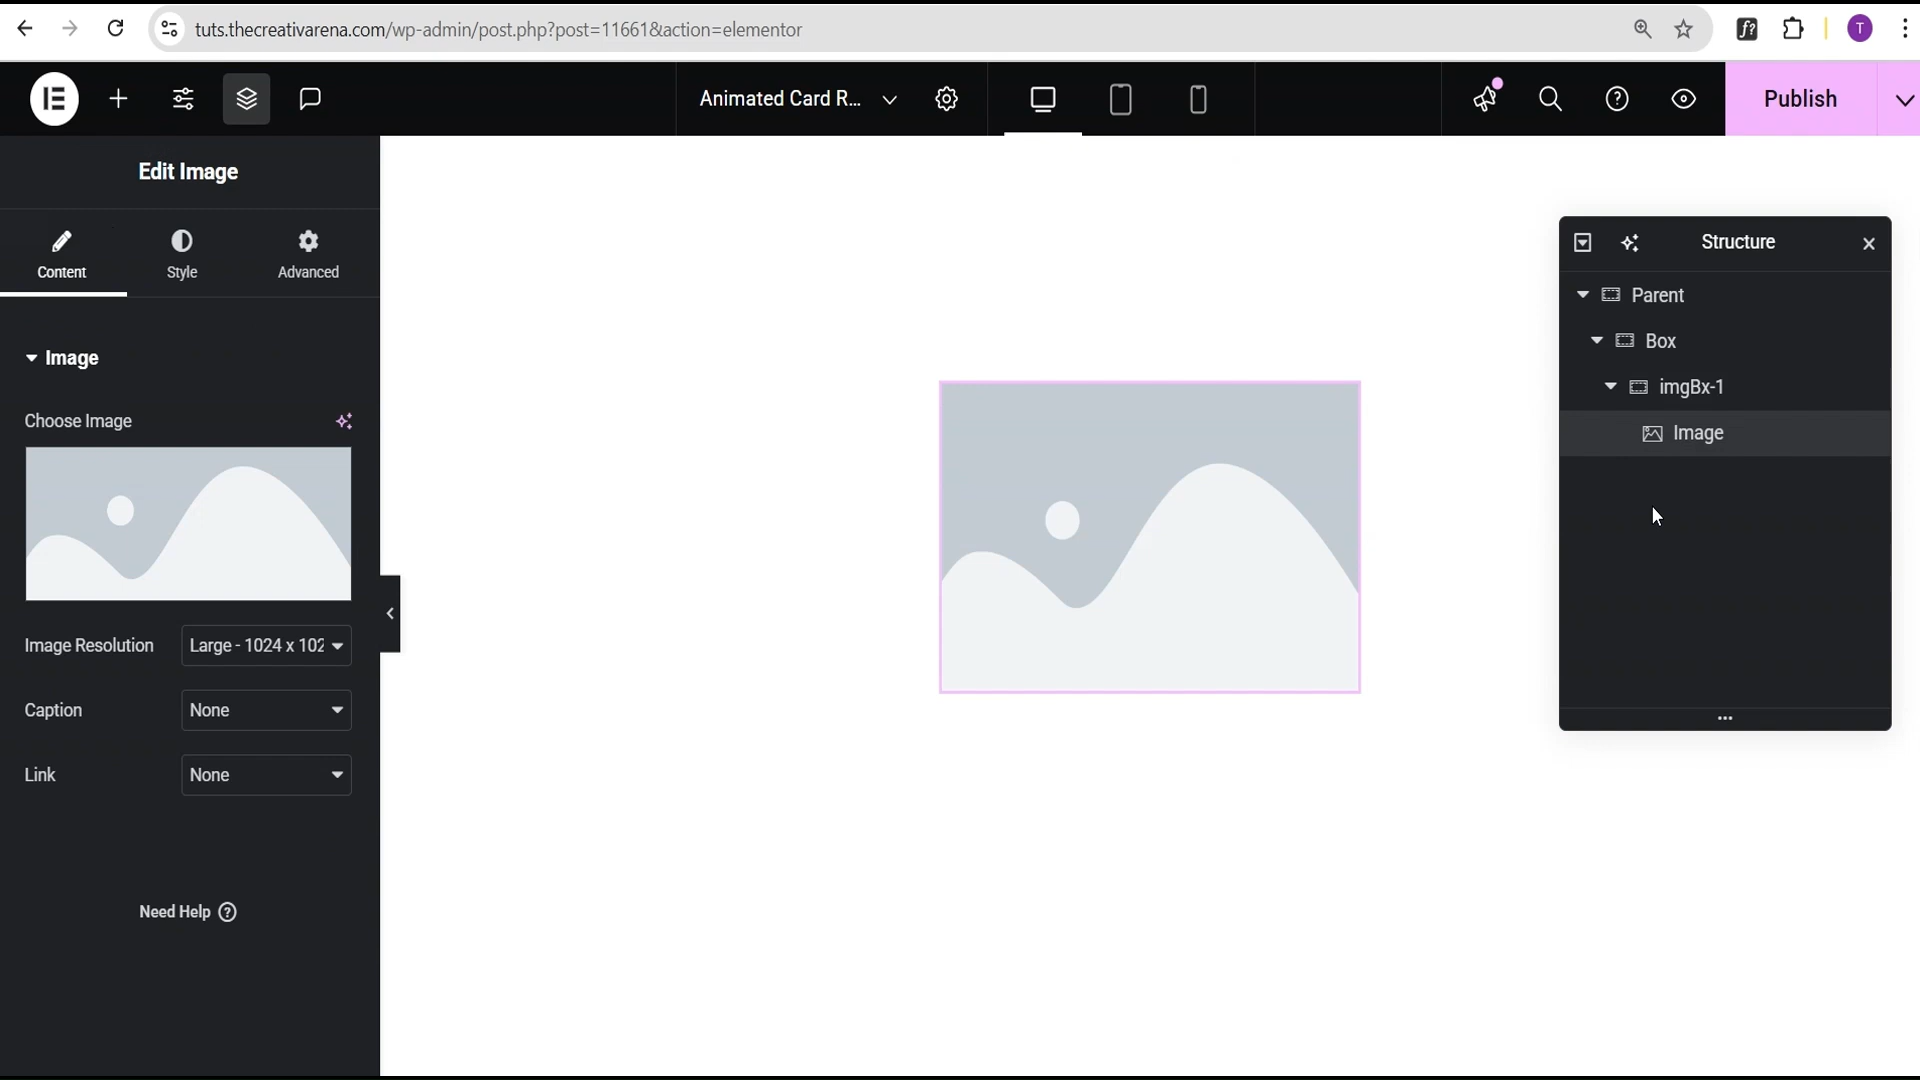 tuts.thecreativarena.com/wp-admin/post.php?post=11661&action=elementor
T
Animated Card R...
Publish
Edit Image
Content
Style
Advanced
Image
Choose Image
Image Resolution
Large - 1024 x 102
Caption
None
Link
None
Need Help
Structure
Parent
Box
imgBx-1
Image